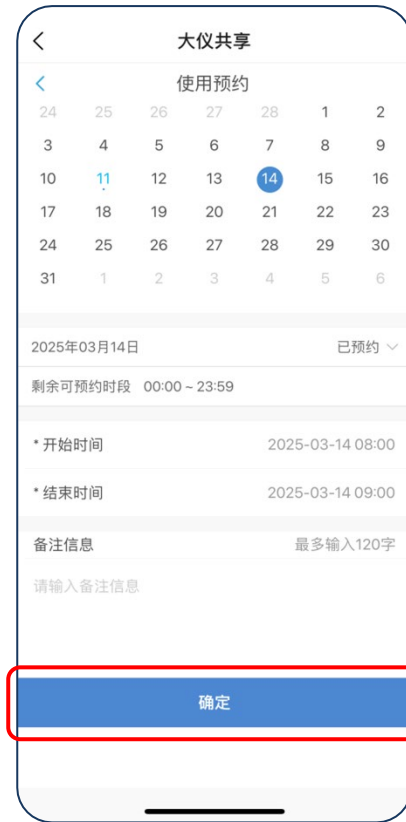 大仪共享
使用预约
24 25 26 27 28 1 2
3 4 5 6 7 8 9
10 11 12 13 14 15 16
17 18 19 20 21 22 23
24 25 26 27 28 29 30
31 1 2 3 4 5 6
2025年03月14日 已预约
剩余可预约时段 00:00 ~ 23:59
* 开始时间 2025-03-14 08:00
* 结束时间 2025-03-14 09:00
备注信息 最多输入120字
请输入备注信息
确定